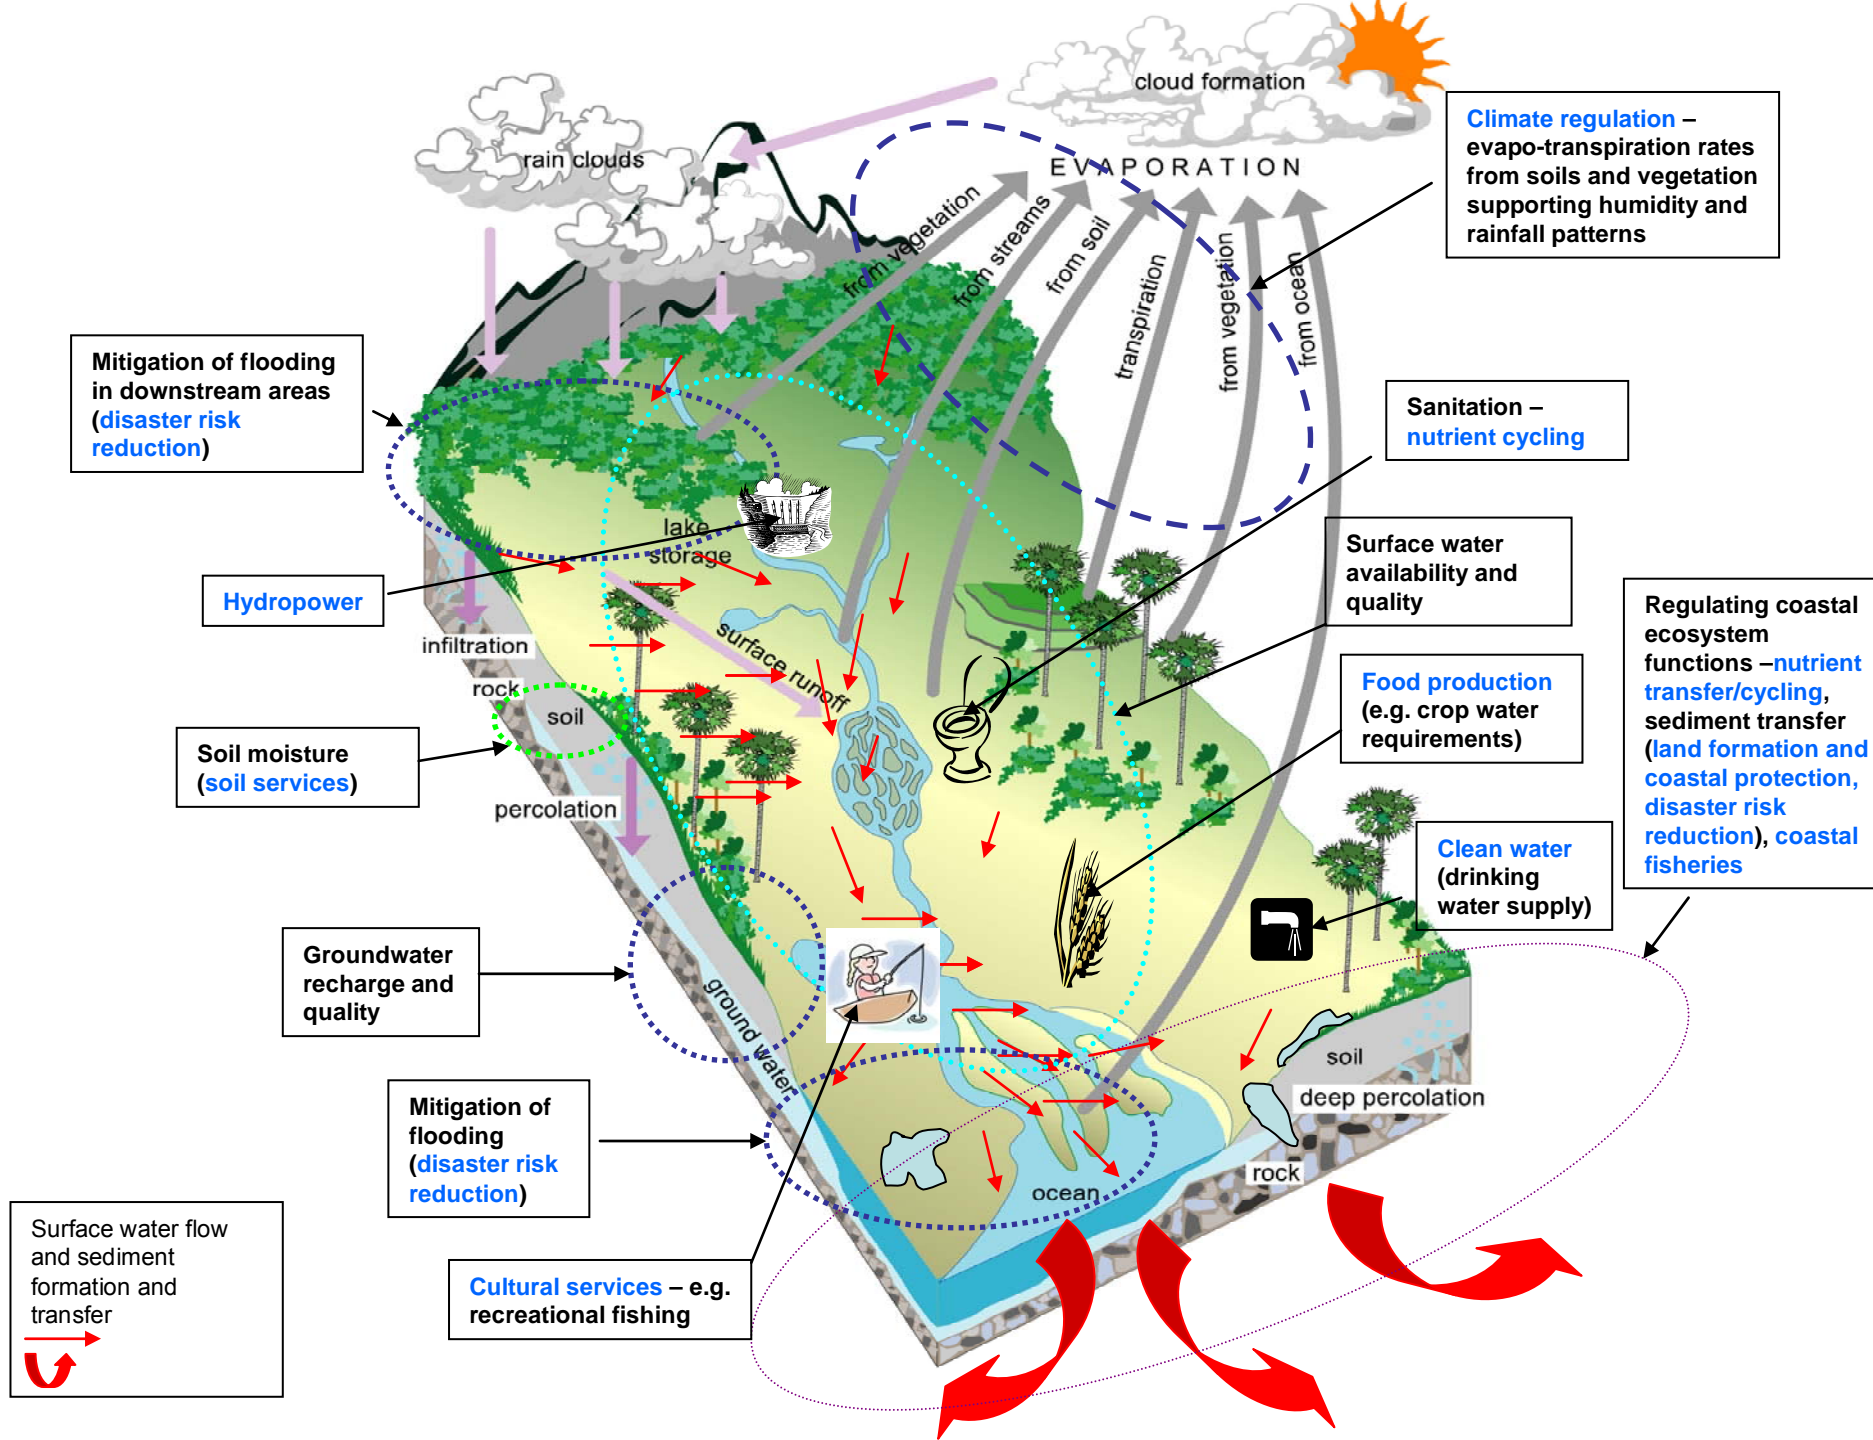 cloud formation
rain clouds
EVAPORATION
from vegetation
from streams
from soil
transpiration
from vegetation
from ocean
Climate regulation –
evapo-transpiration rates
from soils and vegetation
supporting humidity and
rainfall patterns
Mitigation of flooding
in downstream areas
(disaster risk
reduction)
Sanitation –
nutrient cycling
lake
storage
Surface water
availability and
quality
Hydropower
Regulating coastal
ecosystem
functions –nutrient
transfer/cycling,
sediment transfer
(land formation and
coastal protection,
disaster risk
reduction), coastal
fisheries
infiltration
rock
surface runoff
soil
Food production
(e.g. crop water
requirements)
Soil moisture
(soil services)
percolation
Clean water
(drinking
water supply)
Groundwater
recharge and
quality
ground water
soil
deep percolation
rock
Mitigation of
flooding
(disaster risk
reduction)
ocean
Surface water flow
and sediment
formation and
transfer
Cultural services – e.g.
recreational fishing